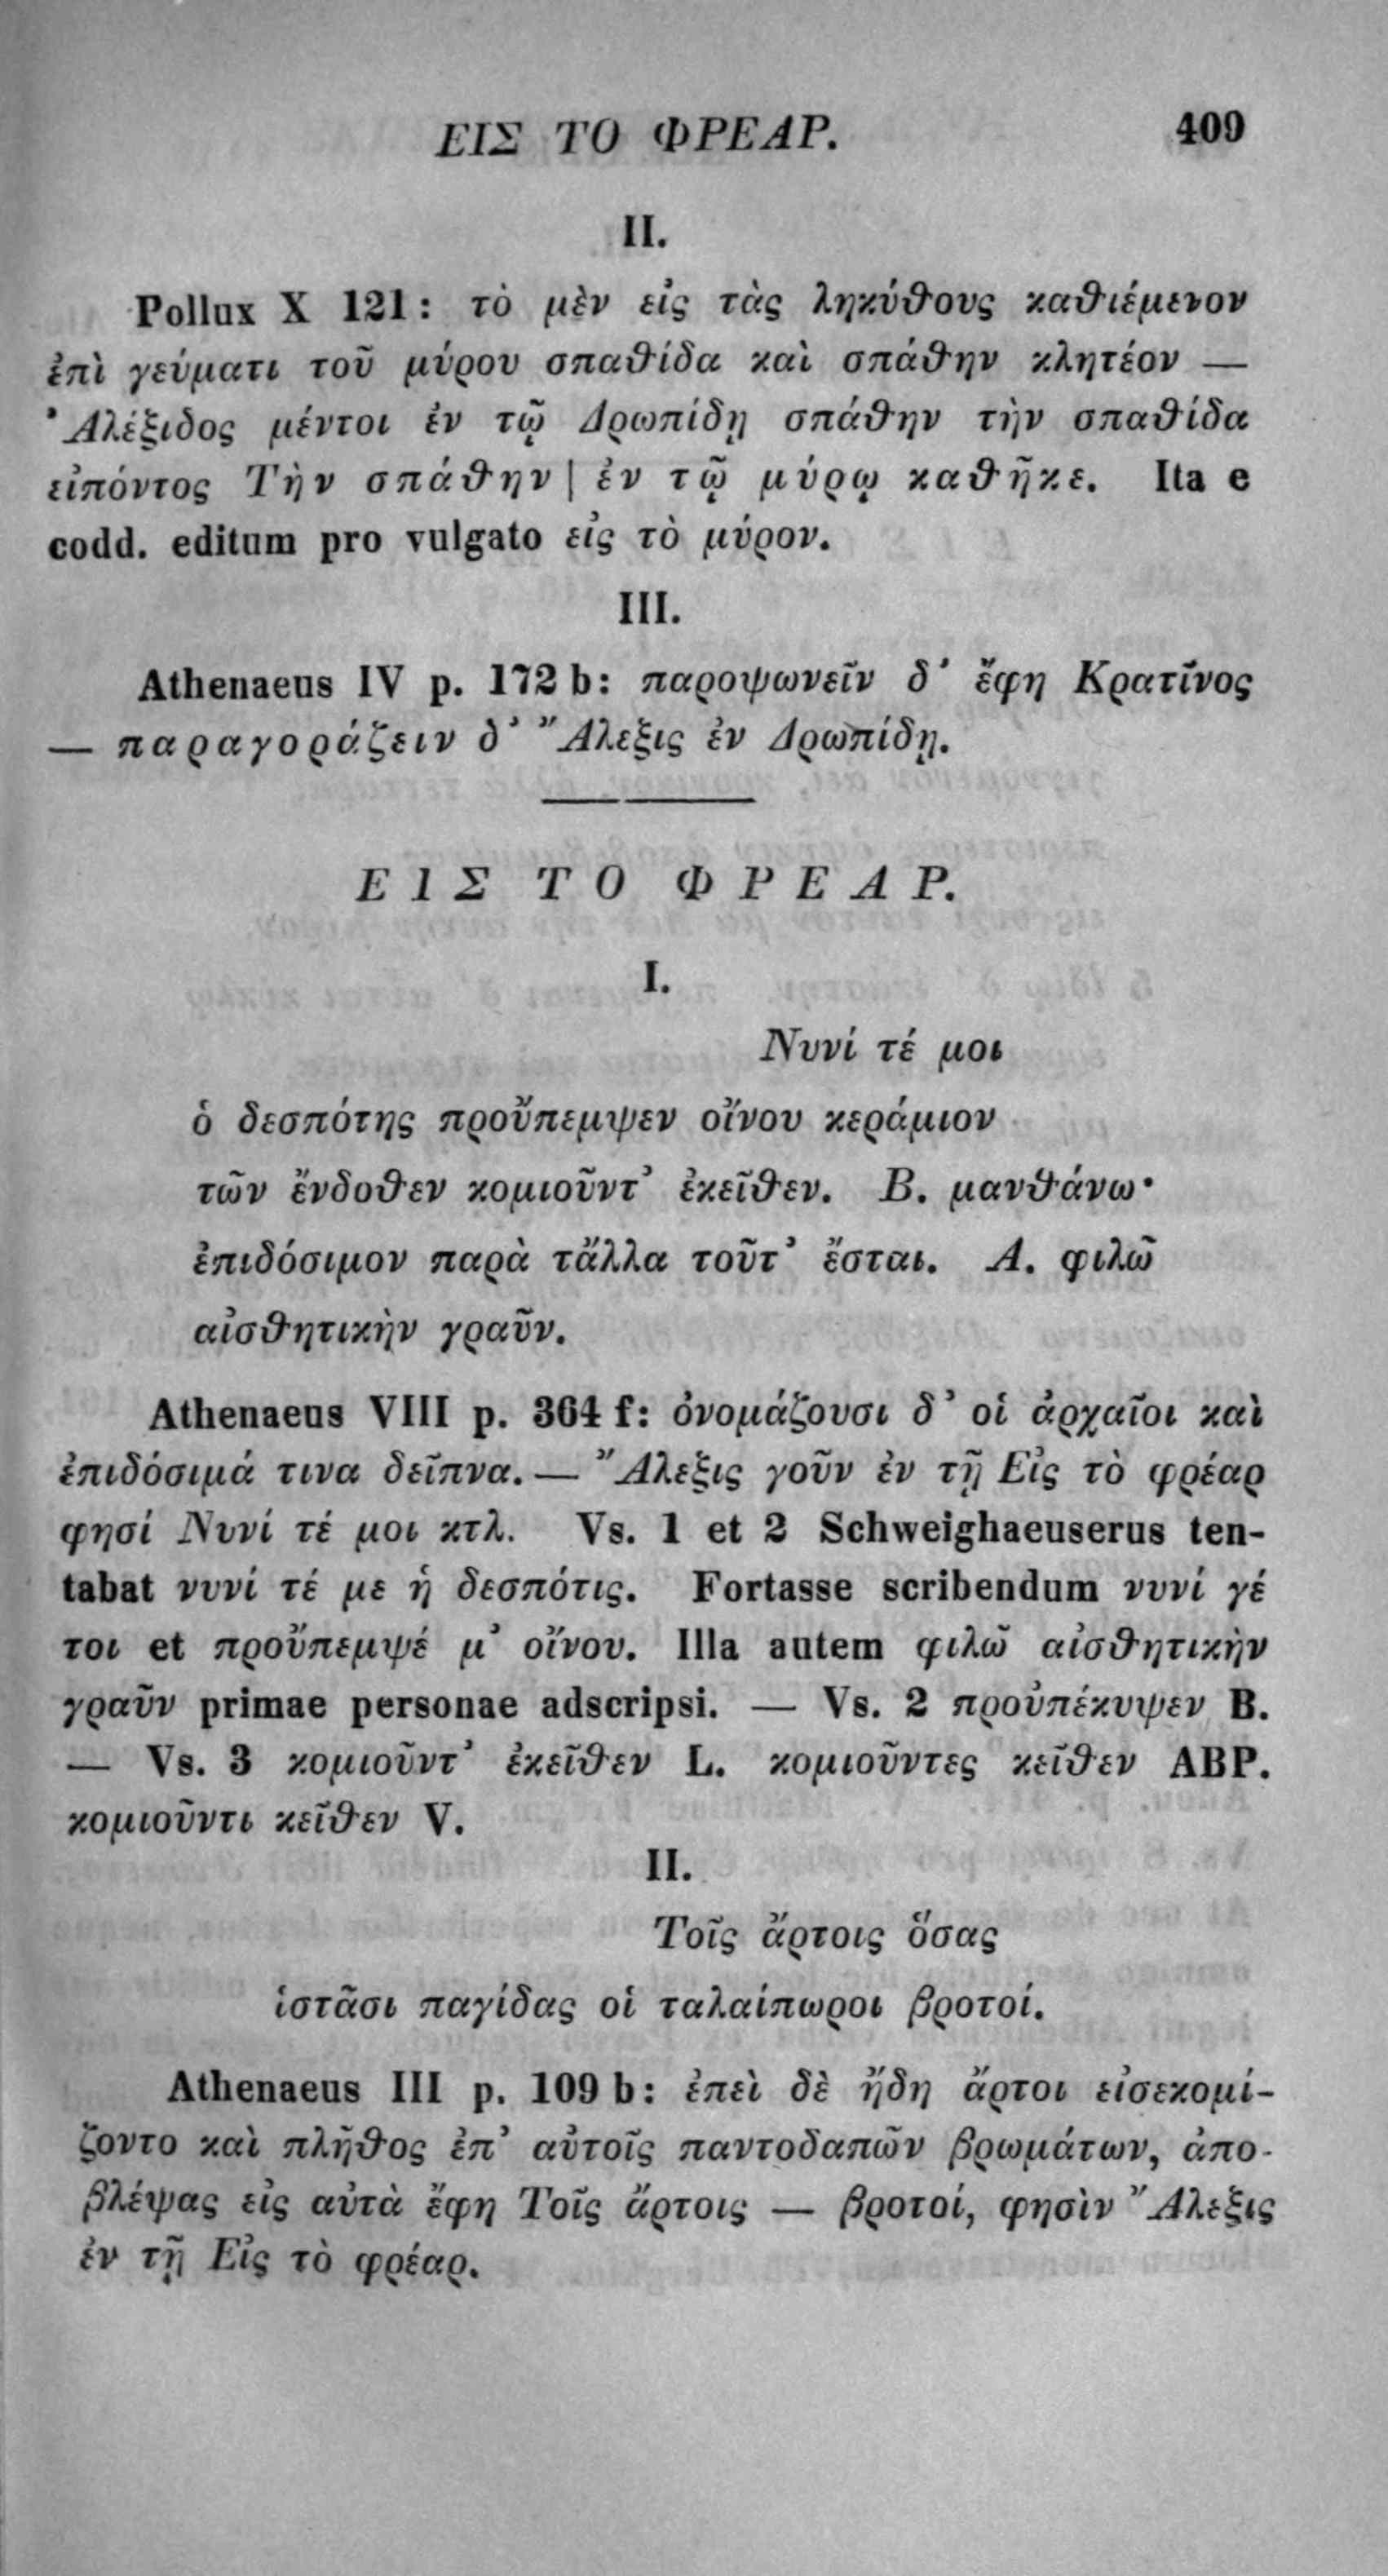 ΕΙΣ ΤΟ ΦΡΕΑΡ. 409
II.
Pollux X 121: τὸ μὲν εἰς τὰς ληκύθους καθιέμενον
ἐπὶ γεύματι τοῦ μύρου σπαθίδα καὶ σπάθην κλητέον —
Ἀλέξιδος μέντοι ἐν τῷ Δρωπίδῃ σπάθην τὴν σπαθίδα
εἰπόντος Τὴν σπάθην | ἐν τῷ μύρῳ καθῆκε. Ita e
codd. editum pro vulgato εἰς τὸ μύρον.
III.
Athenaeus IV p. 172 b: παροψωνεῖν δ᾽ ἔφη Κρατῖνος
— παραγοράζειν δ᾽ Ἄλεξις ἐν Δρωπίδῃ.
ΕΙΣ ΤΟ ΦΡΕΑΡ.
I.
Νυνί τέ μοι
ὁ δεσπότης προὔπεμψεν οἴνου κεράμιον
τῶν ἔνδοθεν κομιοῦντ᾽ ἐκεῖθεν. Β. μανθάνω·
ἐπιδόσιμον παρὰ τἄλλα τοῦτ᾽ ἔσται. Α. φιλῶ
αἰσθητικὴν γραῦν.
Athenaeus VIII p. 364 f: ὀνομάζουσι δ᾽ οἱ ἀρχαῖοι καὶ
ἐπιδόσιμά τινα δεῖπνα. — Ἄλεξις γοῦν ἐν τῇ Εἰς τὸ φρέαρ
φησί Νυνί τέ μοι κτλ. Vs. 1 et 2 Schweighaeuserus ten-
tabat νυνί τέ με ἡ δεσπότις. Fortasse scribendum νυνί γέ
τοι et προὔπεμψέ μ᾽ οἴνου. Illa autem φιλῶ αἰσθητικὴν
γραῦν primae personae adscripsi. — Vs. 2 προὐπέκυψεν B.
— Vs. 3 κομιοῦντ᾽ ἐκεῖθεν L. κομιοῦντες κεῖθεν ABP.
κομιοῦντι κεῖθεν V.
II.
Τοῖς ἄρτοις ὅσας
ἱστᾶσι παγίδας οἱ ταλαίπωροι βροτοί.
Athenaeus III p. 109 b: ἐπεὶ δὲ ἤδη ἄρτοι εἰσεκομί-
ζοντο καὶ πλῆθος ἐπ᾽ αὐτοῖς παντοδαπῶν βρωμάτων, ἀπο-
βλέψας εἰς αὐτὰ ἔφη Τοῖς ἄρτοις — βροτοί, φησὶν Ἄλεξις
ἐν τῇ Εἰς τὸ φρέαρ.